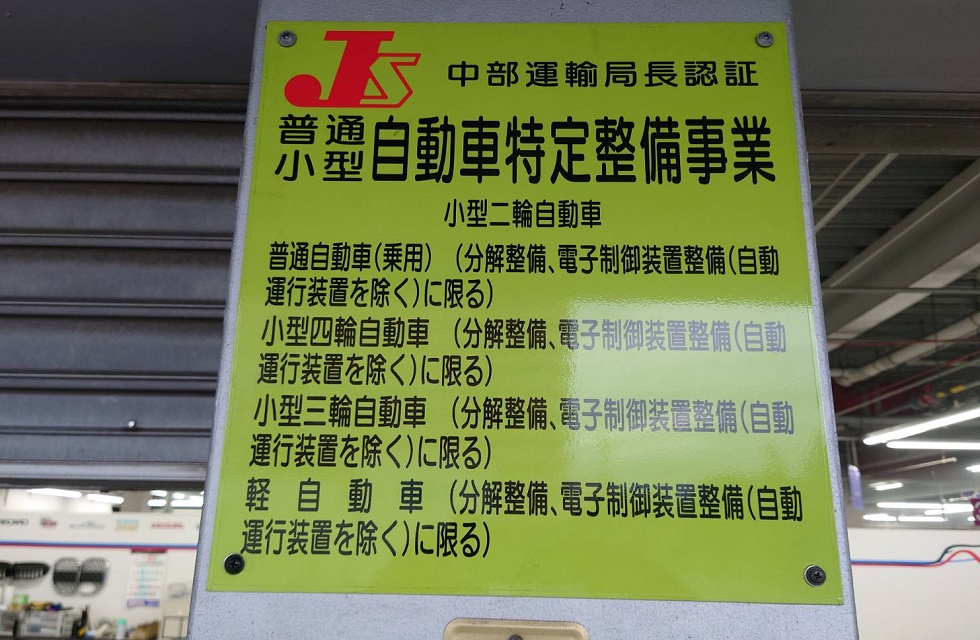 JS 中部運輸局長認証
普通
小型 自動車特定整備事業
小型二輪自動車
普通自動車(乗用) (分解整備、電子制御装置整備(自動
運行装置を除く)に限る)
小型四輪自動車 (分解整備、電子制御装置整備(自動
運行装置を除く)に限る)
小型三輪自動車 (分解整備、電子制御装置整備(自動
運行装置を除く)に限る)
軽自動車 (分解整備、電子制御装置整備(自動
運行装置を除く)に限る)